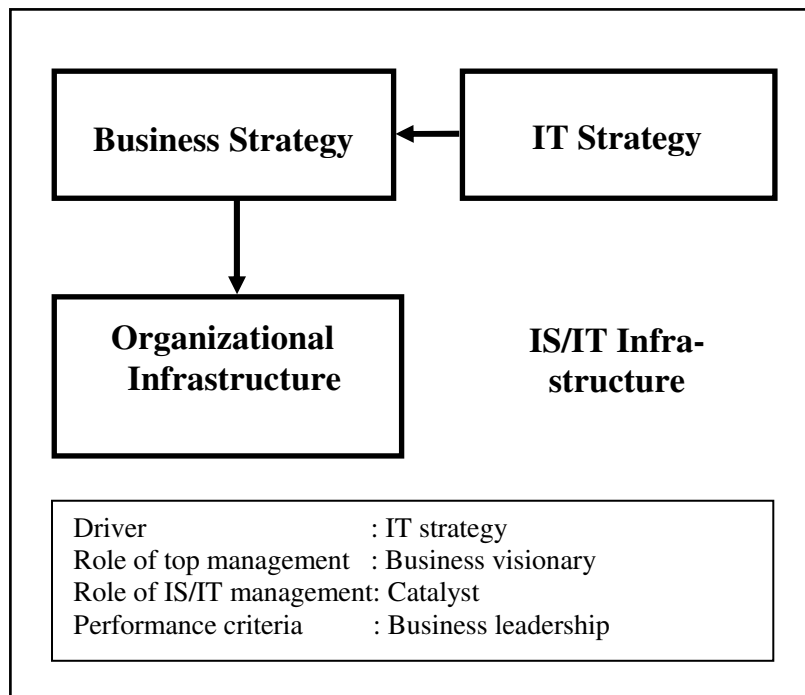 Business Strategy
IT Strategy
Organizational
Infrastructure
IS/IT Infra-
structure
Driver : IT strategy
Role of top management : Business visionary
Role of IS/IT management: Catalyst
Performance criteria : Business leadership